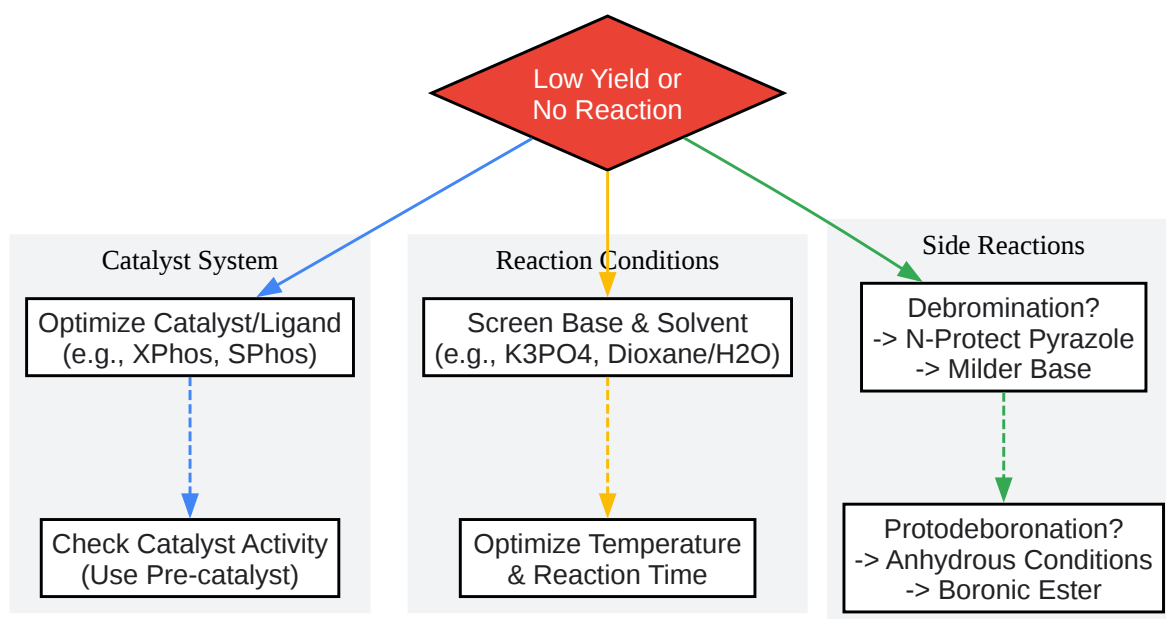 Low Yield or
No Reaction
Catalyst System
Optimize Catalyst/Ligand
(e.g., XPhos, SPhos)
Check Catalyst Activity
(Use Pre-catalyst)
Reaction Conditions
Screen Base & Solvent
(e.g., K3PO4, Dioxane/H2O)
Optimize Temperature
& Reaction Time
Side Reactions
Debromination?
-> N-Protect Pyrazole
-> Milder Base
Protodeboronation?
-> Anhydrous Conditions
-> Boronic Ester